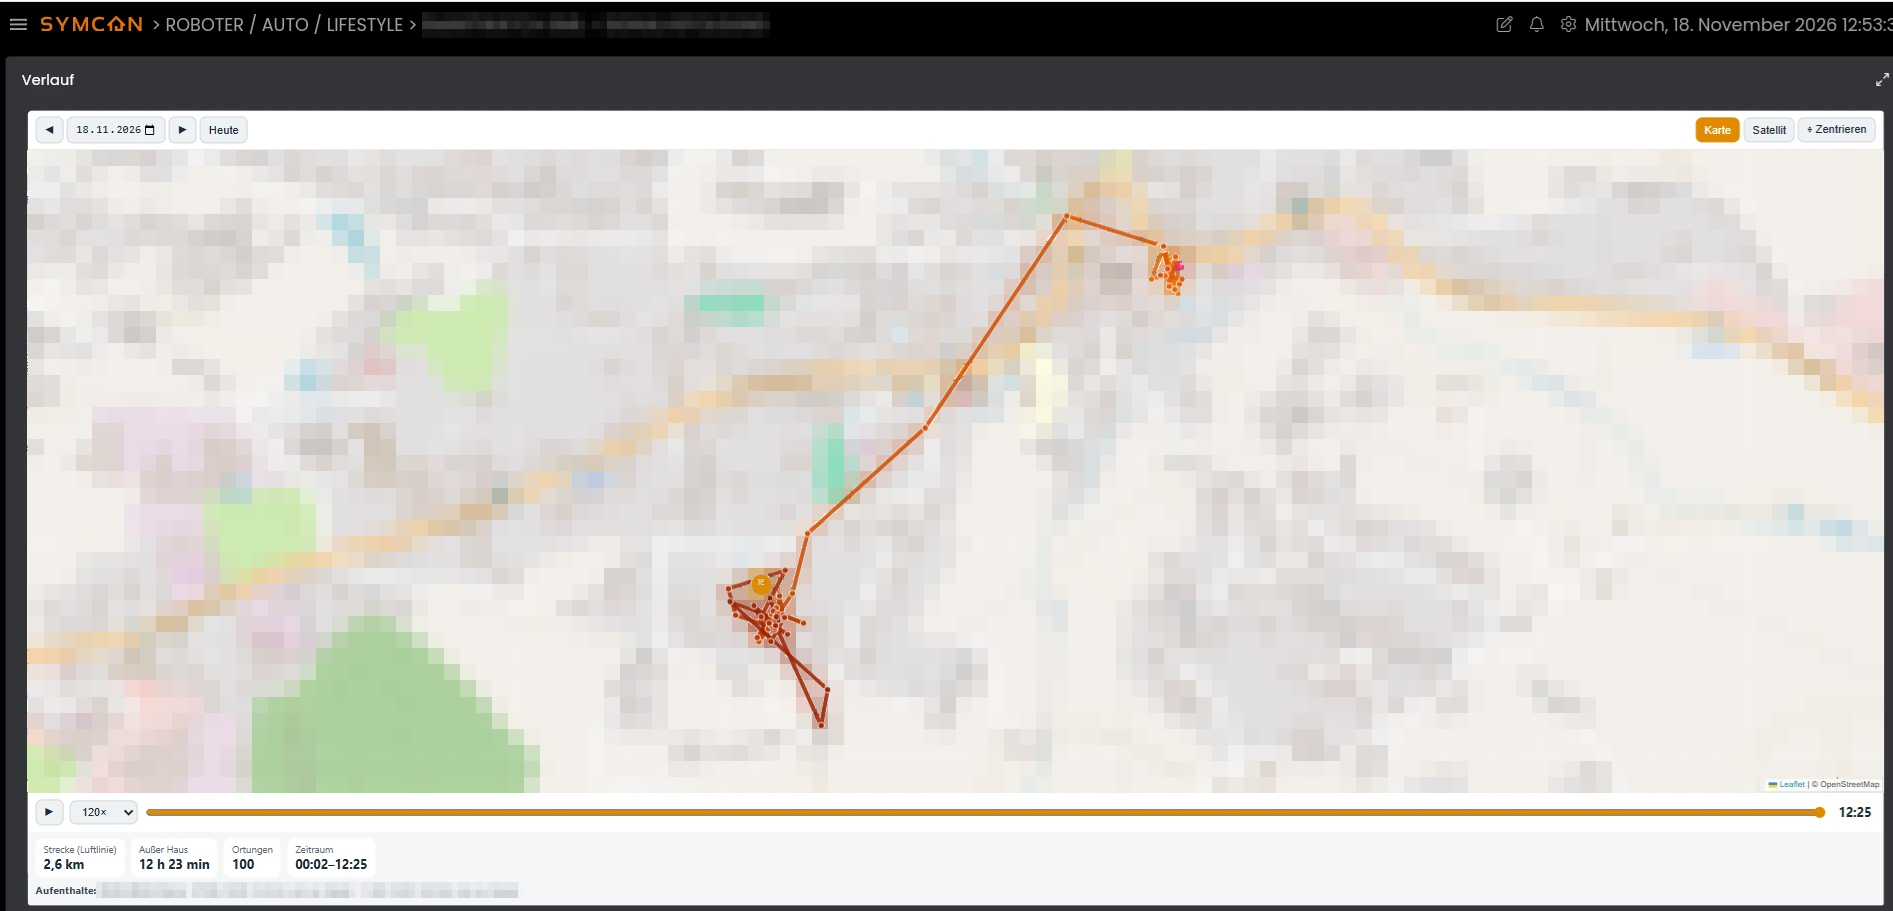 SYMCON > ROBOTER / AUTO / LIFESTYLE >
Mittwoch, 18. November 2026 12:53:3
Verlauf
◀ 18.11.2026 ▶ Heute
Karte Satellit ⌖ Zentrieren
Leaflet | © OpenStreetMap
▶ 120× 12:25
Strecke (Luftlinie) Außer Haus Ortungen Zeitraum
2,6 km 12 h 23 min 100 00:02–12:25
Aufenthalte: